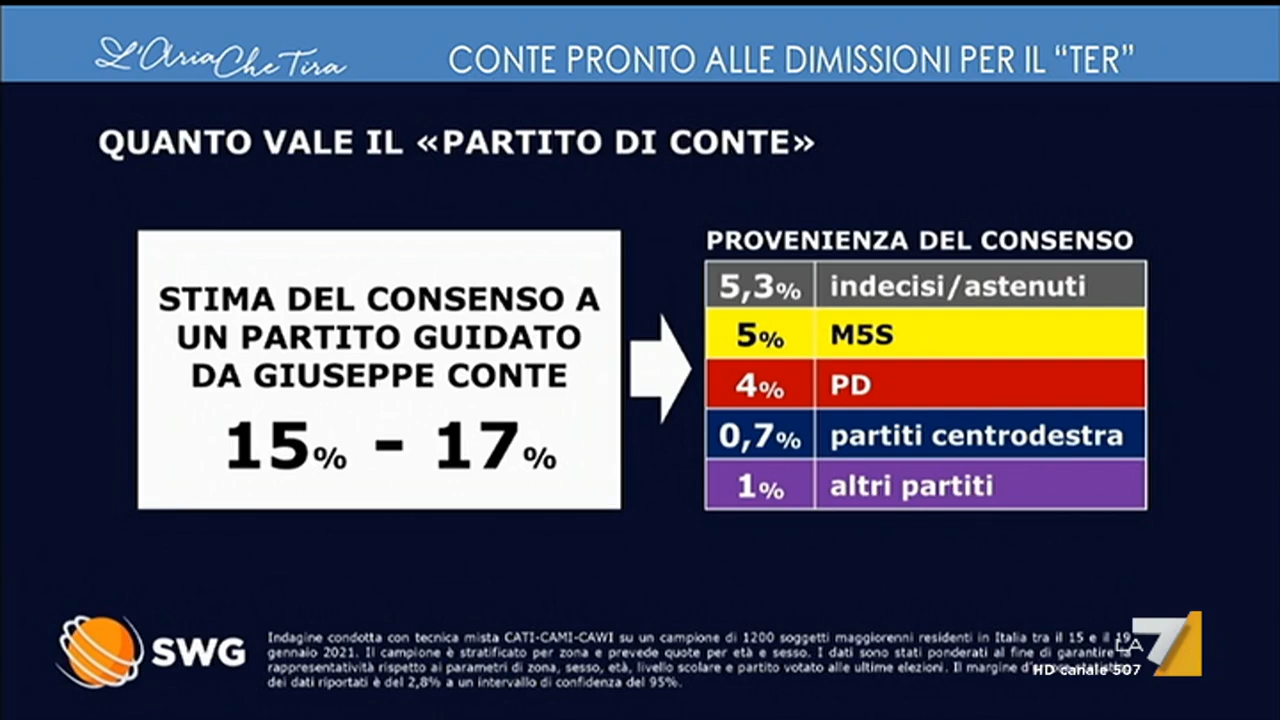 L'Aria Che Tira
CONTE PRONTO ALLE DIMISSIONI PER IL “TER”
QUANTO VALE IL «PARTITO DI CONTE»
STIMA DEL CONSENSO A
UN PARTITO GUIDATO
DA GIUSEPPE CONTE
15% - 17%
PROVENIENZA DEL CONSENSO
5,3% indecisi/astenuti
5% M5S
4% PD
0,7% partiti centrodestra
1% altri partiti
SWG
Indagine condotta con tecnica mista CATI-CAMI-CAWI su un campione di 1200 soggetti maggiorenni residenti in Italia tra il 15 e il 19
gennaio 2021. Il campione è stratificato per zona e prevede quote per età e sesso. I dati sono stati ponderati al fine di garantire la
rappresentatività rispetto ai parametri di zona, sesso, età, livello scolare e partito votato alle ultime elezioni. Il margine
dei dati riportati è del 2,8% a un intervallo di confidenza del 95%.
LA7
HD canale 507